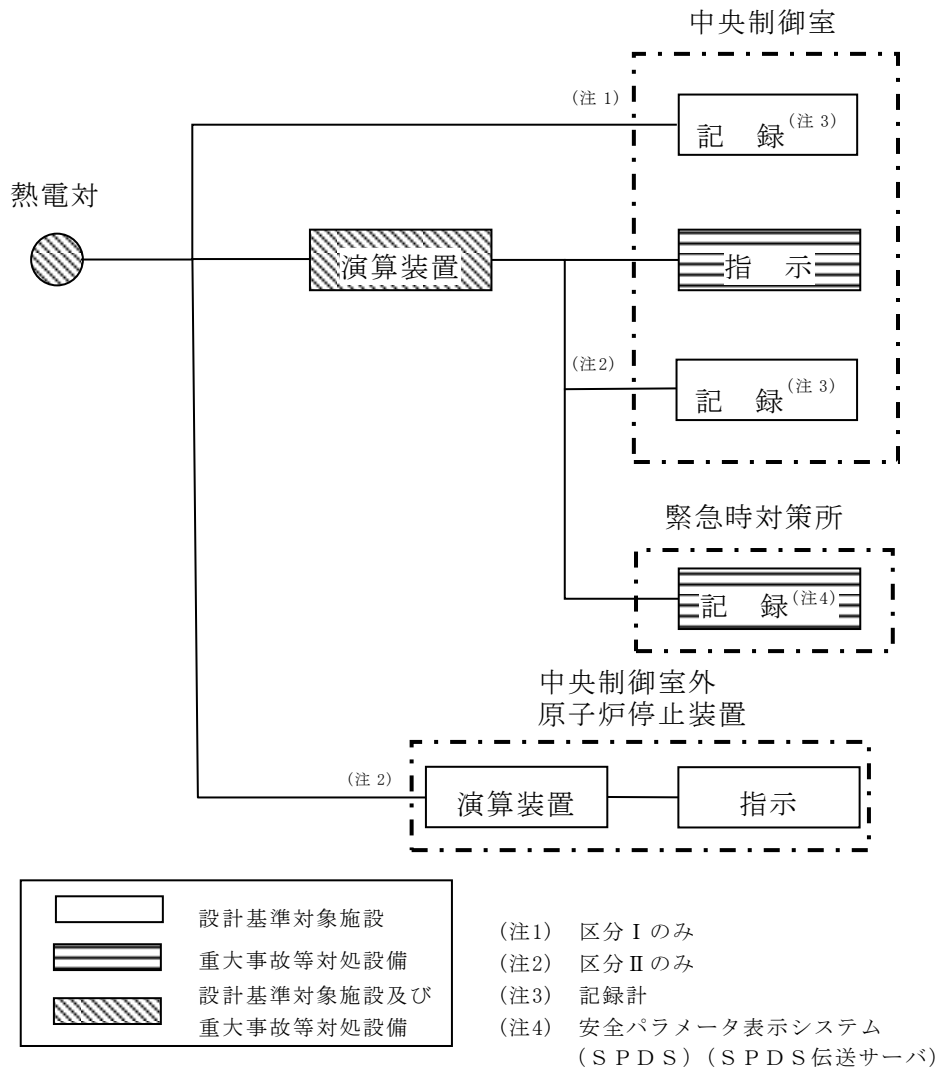 中央制御室
(注 1)
記　録(注 3)
熱電対
演算装置
指　示
(注2)
記　録(注 3)
緊急時対策所
記　録(注4)
中央制御室外
原子炉停止装置
(注 2)
演算装置
指示
設計基準対象施設
重大事故等対処設備
設計基準対象施設及び
重大事故等対処設備
(注1)　区分Ⅰのみ
(注2)　区分Ⅱのみ
(注3)　記録計
(注4)　安全パラメータ表示システム
（ＳＰＤＳ）（ＳＰＤＳ伝送サーバ）